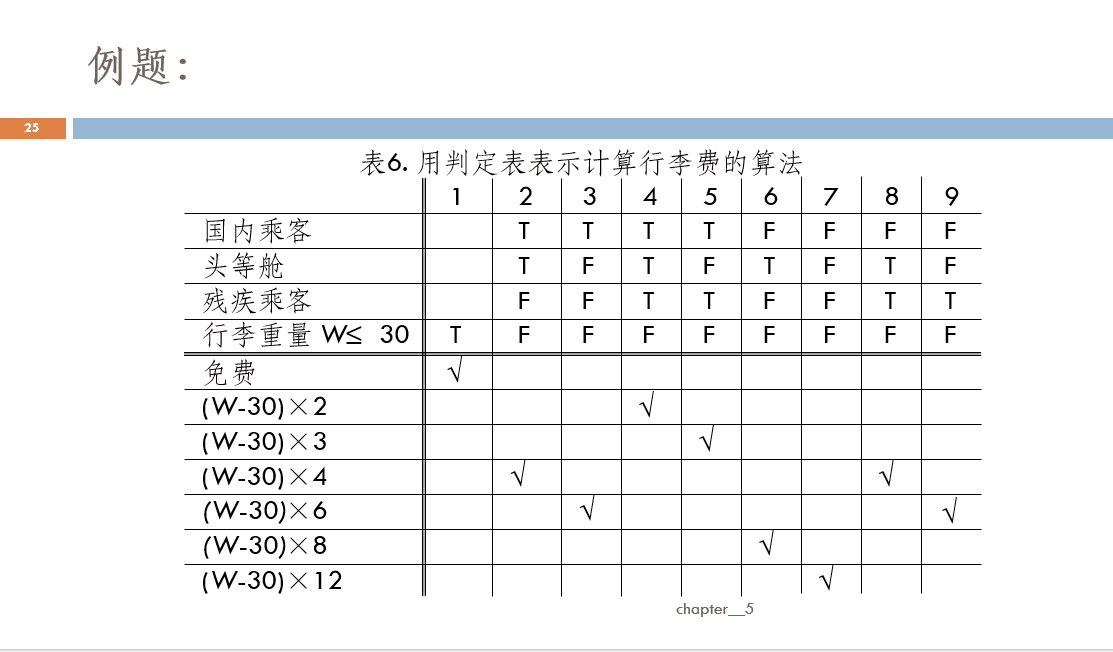 例题:
25
表6. 用判定表表示计算行李费的算法
1 2 3 4 5 6 7 8 9
国内乘客 T T T T F F F F
头等舱 T F T F T F T F
残疾乘客 F F T T F F T T
行李重量 W≤ 30 T F F F F F F F F
免费 √
(W-30)×2 √
(W-30)×3 √
(W-30)×4 √ √
(W-30)×6 √ √
(W-30)×8 √
(W-30)×12 √
chapter__5